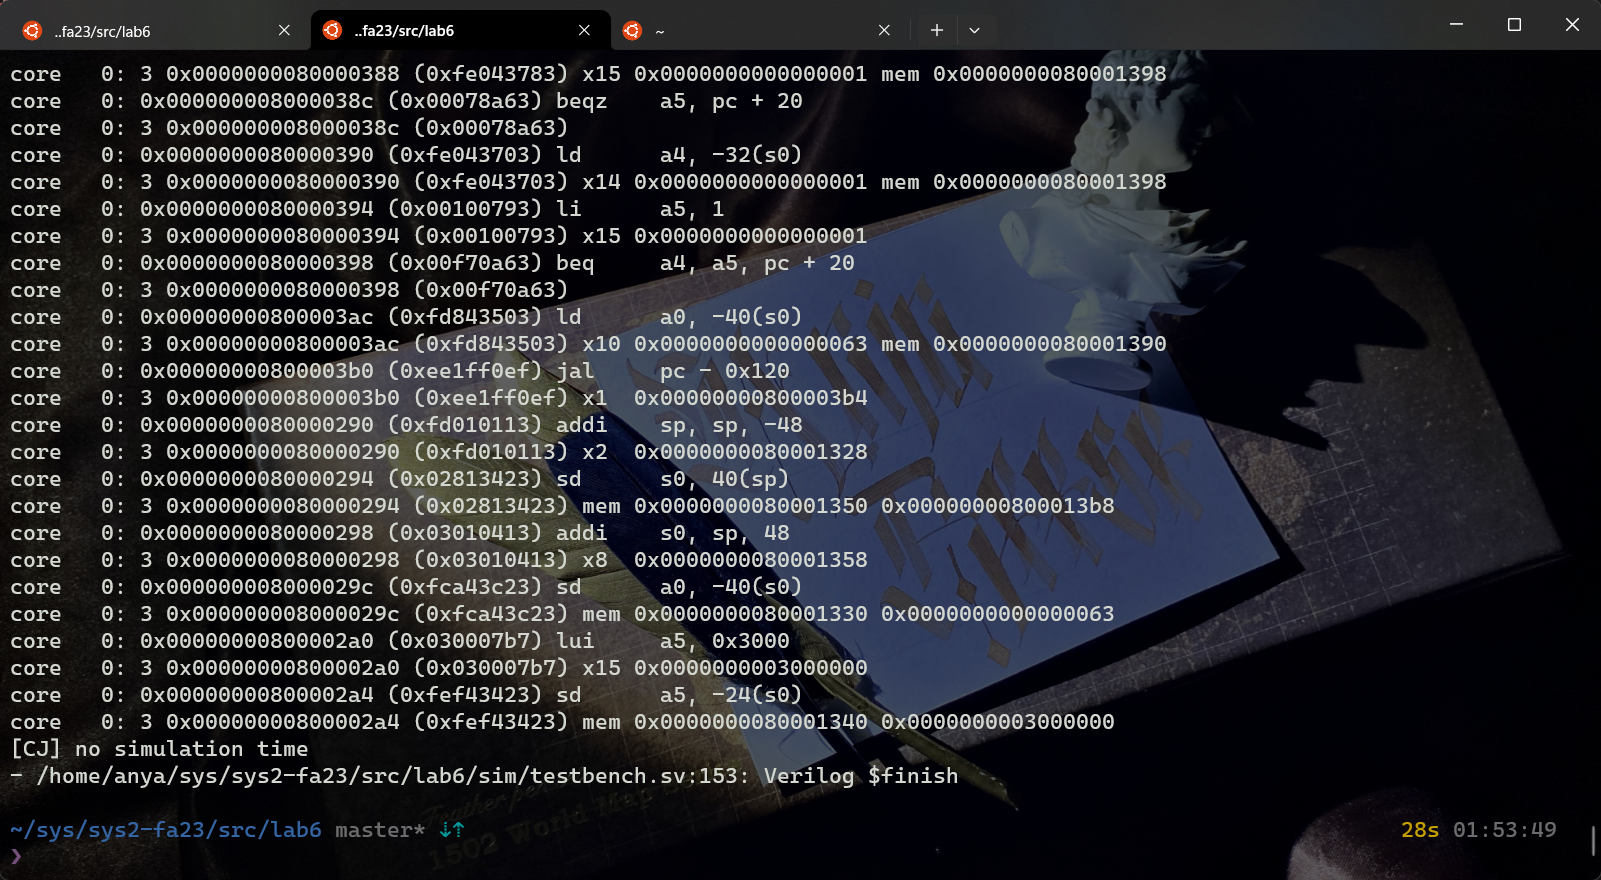 ..fa23/src/lab6
..fa23/src/lab6
~
core   0: 3 0x0000000080000388 (0xfe043783) x15 0x0000000000000001 mem 0x0000000080001398
core   0: 0x000000008000038c (0x00078a63) beqz    a5, pc + 20
core   0: 3 0x000000008000038c (0x00078a63)
core   0: 0x0000000080000390 (0xfe043703) ld      a4, -32(s0)
core   0: 3 0x0000000080000390 (0xfe043703) x14 0x0000000000000001 mem 0x0000000080001398
core   0: 0x0000000080000394 (0x00100793) li      a5, 1
core   0: 3 0x0000000080000394 (0x00100793) x15 0x0000000000000001
core   0: 0x0000000080000398 (0x00f70a63) beq     a4, a5, pc + 20
core   0: 3 0x0000000080000398 (0x00f70a63)
core   0: 0x00000000800003ac (0xfd843503) ld      a0, -40(s0)
core   0: 3 0x00000000800003ac (0xfd843503) x10 0x0000000000000063 mem 0x0000000080001390
core   0: 0x00000000800003b0 (0xee1ff0ef) jal     pc - 0x120
core   0: 3 0x00000000800003b0 (0xee1ff0ef) x1  0x00000000800003b4
core   0: 0x0000000080000290 (0xfd010113) addi    sp, sp, -48
core   0: 3 0x0000000080000290 (0xfd010113) x2  0x0000000080001328
core   0: 0x0000000080000294 (0x02813423) sd      s0, 40(sp)
core   0: 3 0x0000000080000294 (0x02813423) mem 0x0000000080001350 0x00000000800013b8
core   0: 0x0000000080000298 (0x03010413) addi    s0, sp, 48
core   0: 3 0x0000000080000298 (0x03010413) x8  0x0000000080001358
core   0: 0x000000008000029c (0xfca43c23) sd      a0, -40(s0)
core   0: 3 0x000000008000029c (0xfca43c23) mem 0x0000000080001330 0x0000000000000063
core   0: 0x00000000800002a0 (0x030007b7) lui     a5, 0x3000
core   0: 3 0x00000000800002a0 (0x030007b7) x15 0x0000000003000000
core   0: 0x00000000800002a4 (0xfef43423) sd      a5, -24(s0)
core   0: 3 0x00000000800002a4 (0xfef43423) mem 0x0000000080001340 0x0000000003000000
[CJ] no simulation time
- /home/anya/sys/sys2-fa23/src/lab6/sim/testbench.sv:153: Verilog $finish
~/sys/sys2-fa23/src/lab6 master* ⇣⇡ 28s 01:53:49
❯
1502 World Map